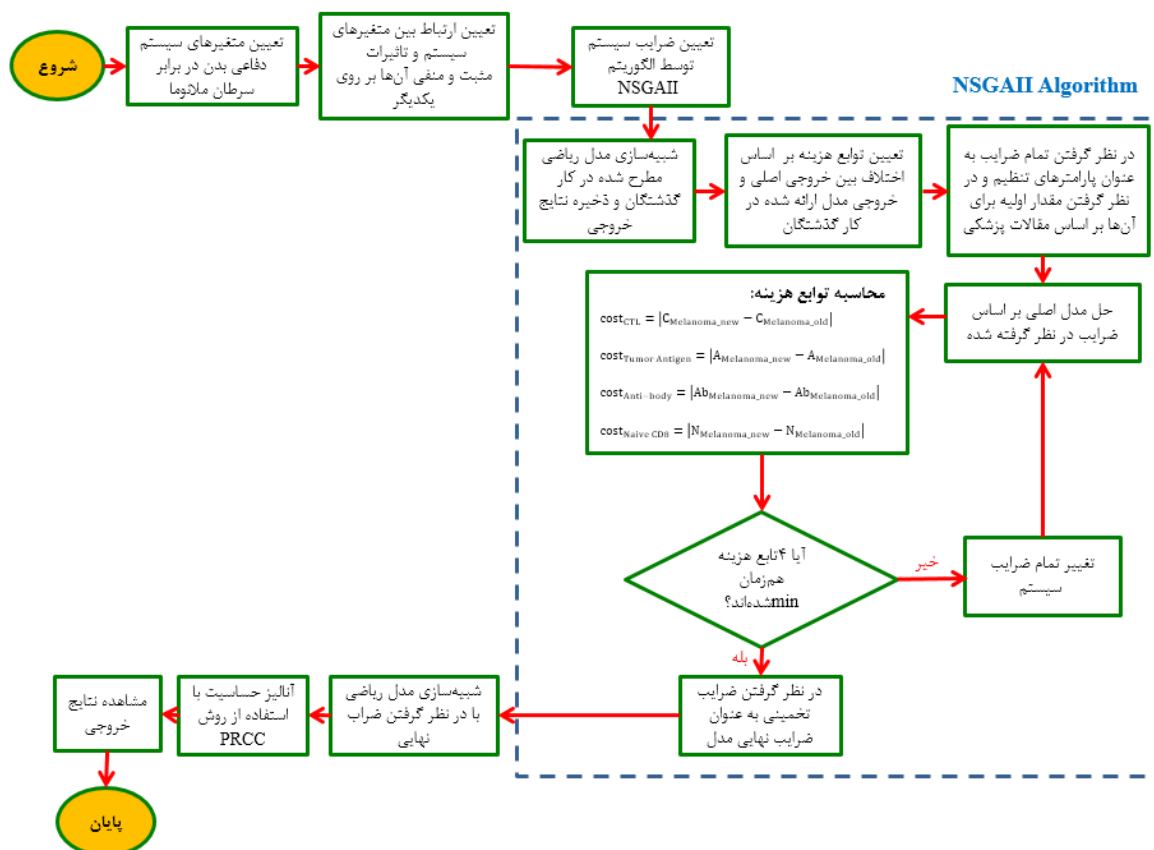 شروع
تعیین متغیرهای سیستم
دفاعی بدن در برابر
سرطان ملانوما
تعیین ارتباط بین متغیرهای
سیستم و تاثیرات
مثبت و منفی آن‌ها بر روی
یکدیگر
تعیین ضرایب سیستم
توسط الگوریتم
NSGAII
NSGAII Algorithm
شبیه‌سازی مدل ریاضی
مطرح شده در کار
گذشتگان و ذخیره نتایج
خروجی
تعیین توابع هزینه بر اساس
اختلاف بین خروجی اصلی و
خروجی مدل ارائه شده در
کار گذشتگان
در نظر گرفتن تمام ضرایب به
عنوان پارامترهای تنظیم و در
نظر گرفتن مقدار اولیه برای
آن‌ها بر اساس مقالات پزشکی
حل مدل اصلی بر اساس
ضرایب در نظر گرفته شده
محاسبه توابع هزینه:
cost_CTL = |C_Melanoma_new − C_Melanoma_old|
cost_Tumor Antigen = |A_Melanoma_new − A_Melanoma_old|
cost_Anti−body = |Ab_Melanoma_new − Ab_Melanoma_old|
cost_Naive CD8 = |N_Melanoma_new − N_Melanoma_old|
آیا ۴تابع هزینه
هم‌زمان
minشده‌اند؟
خیر
تغییر تمام ضرایب
سیستم
بله
در نظر گرفتن ضرایب
تخمینی به عنوان
ضرایب نهایی مدل
شبیه‌سازی مدل ریاضی
با در نظر گرفتن ضراب
نهایی
آنالیز حساسیت با
استفاده از روش
PRCC
مشاهده نتایج
خروجی
پایان